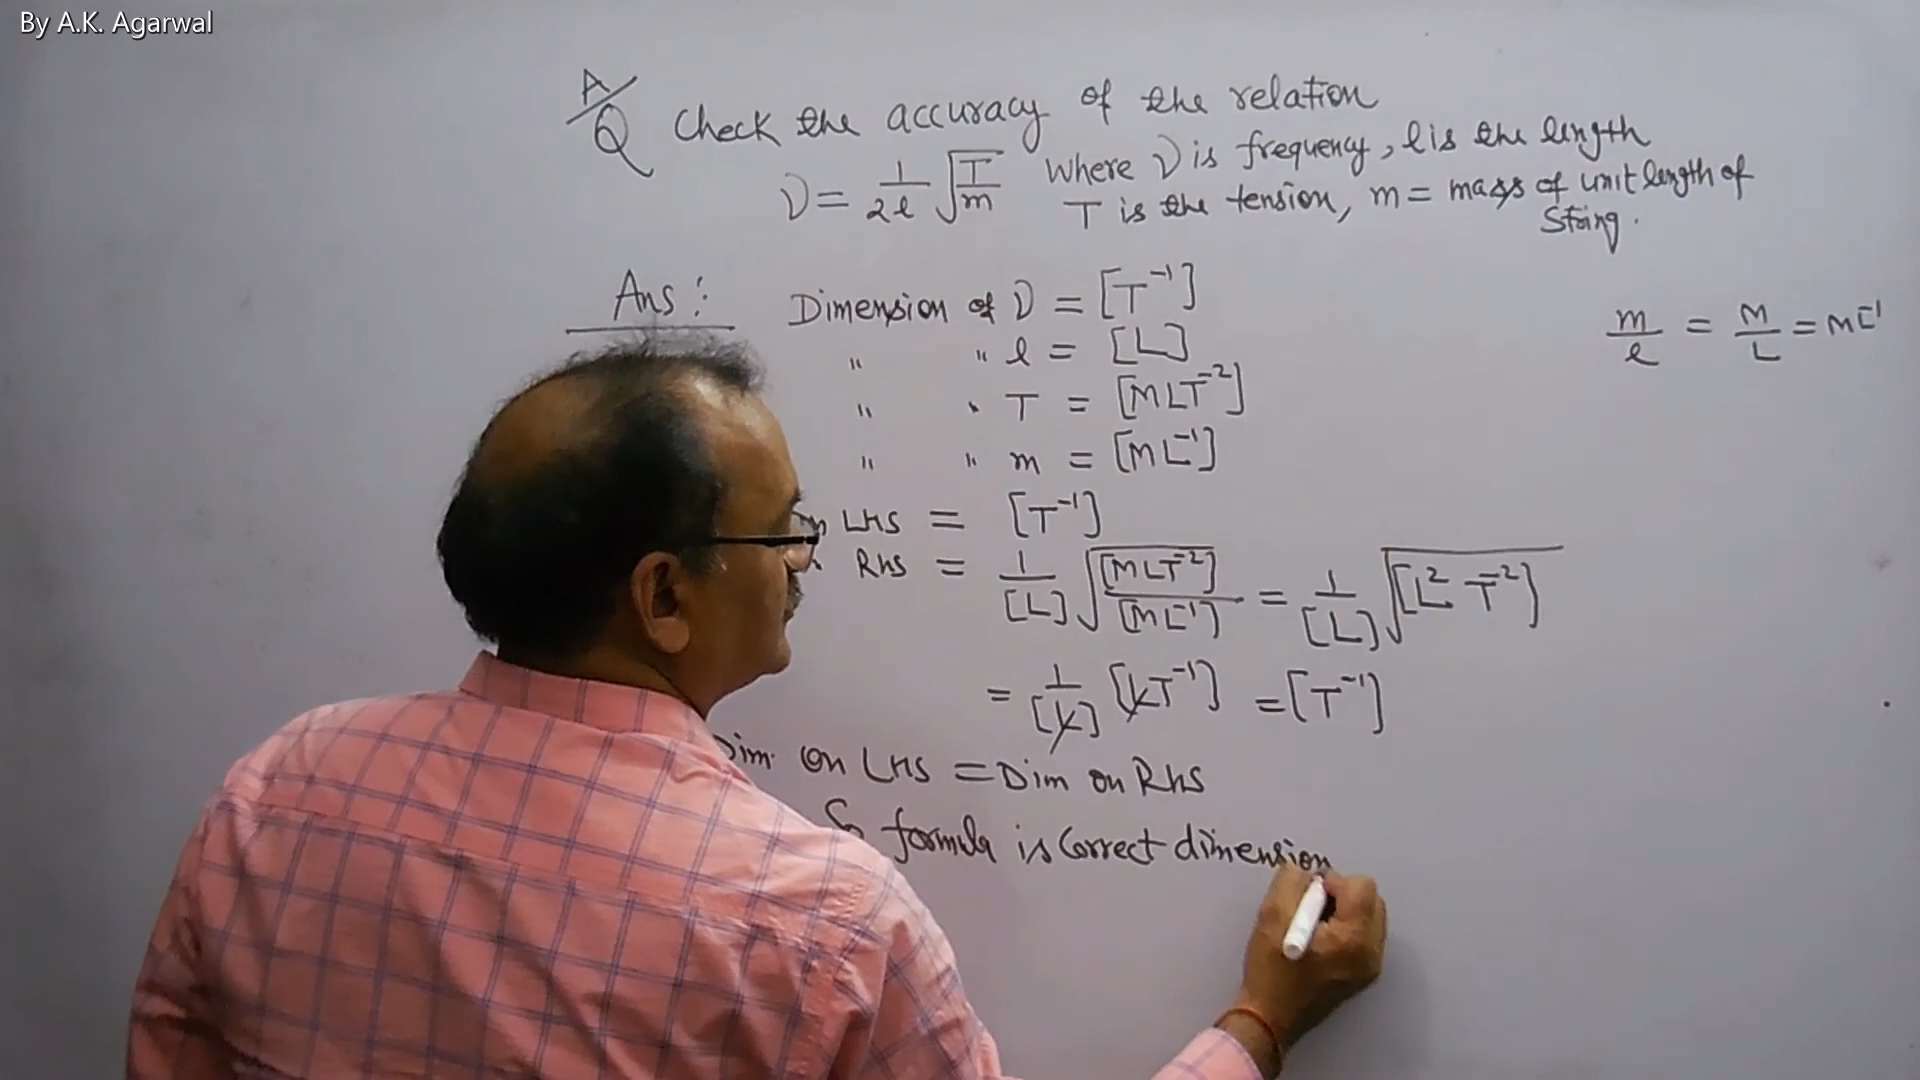 By A.K. Agarwal
A/Q Check the accuracy of the relation
ν = 1/2l √T/m Where ν is frequency, l is the length
T is the tension, m = mass of unit length of
String.
Ans: Dimension of ν = [T⁻¹]
" " l = [L]
m/l = M/L = ML⁻¹
" " T = [MLT⁻²]
" " m = [ML⁻¹]
LHS = [T⁻¹]
RHS = 1/[L] √[MLT⁻²]/[ML⁻¹] = 1/[L] √[L² T⁻²]
= 1/[L] [LT⁻¹] = [T⁻¹]
Dim. on LHS = Dim on RHS
So formula is Correct dimension